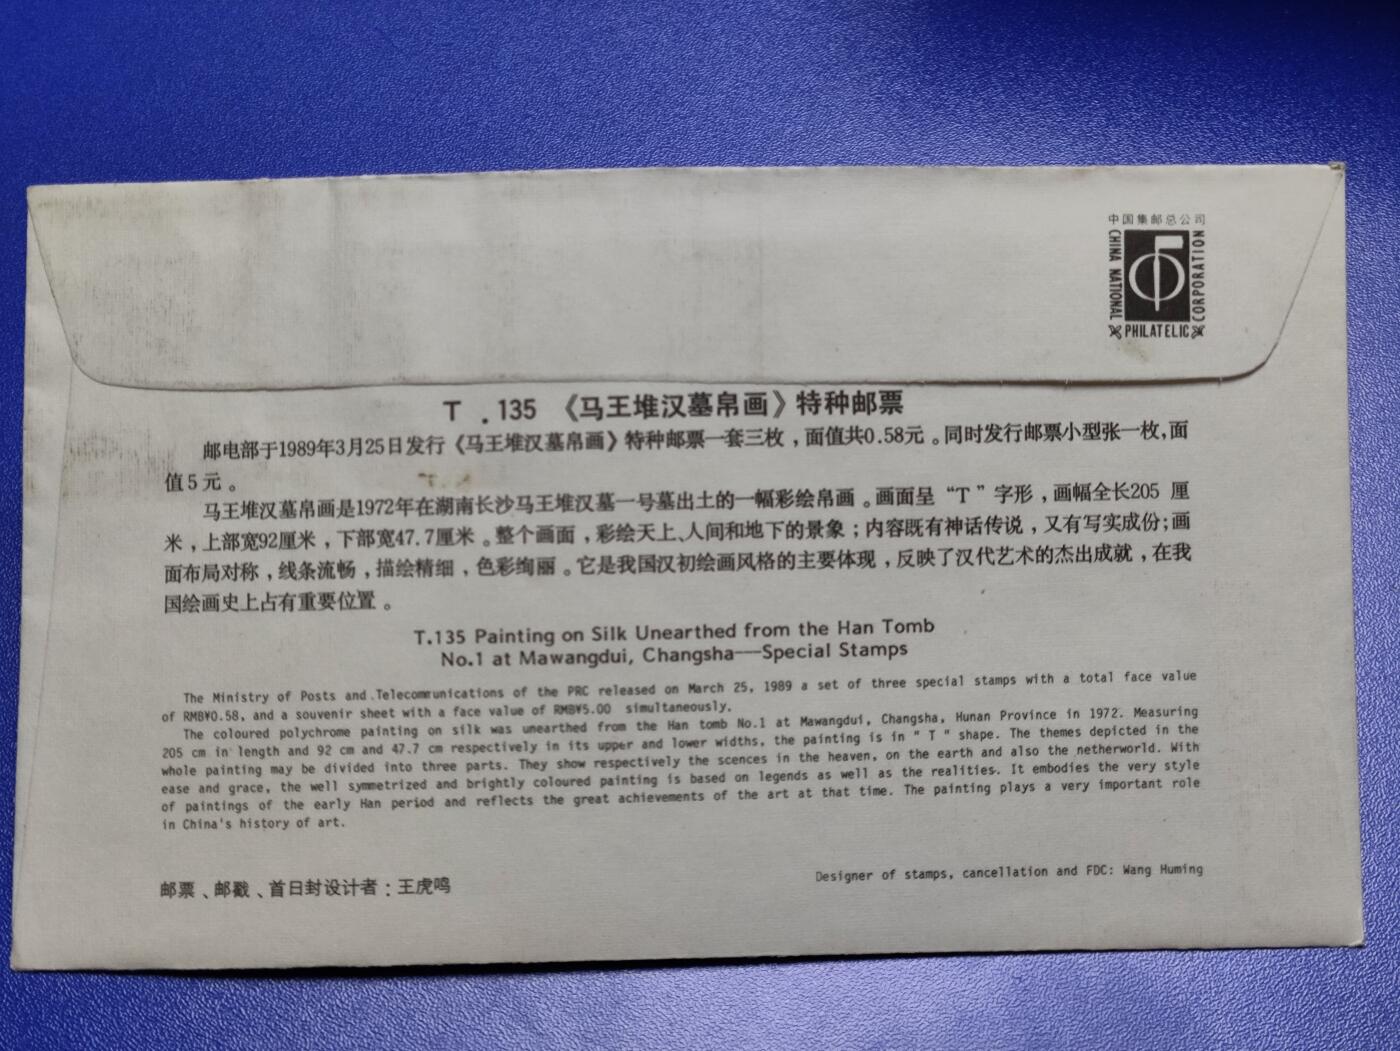 中国集邮总公司
CHINA NATIONAL
PHILATELIC
CORPORATION
T.135 《马王堆汉墓帛画》特种邮票
邮电部于1989年3月25日发行《马王堆汉墓帛画》特种邮票一套三枚，面值共0.58元。同时发行邮票小型张一枚,面
值5元。
马王堆汉墓帛画是1972年在湖南长沙马王堆汉墓一号墓出土的一幅彩绘帛画。画面呈“T”字形，画幅全长205 厘
米，上部宽92厘米，下部宽47.7厘米。整个画面，彩绘天上、人间和地下的景象；内容既有神话传说，又有写实成份;画
面布局对称，线条流畅，描绘精细，色彩绚丽。它是我国汉初绘画风格的主要体现，反映了汉代艺术的杰出成就，在我
国绘画史上占有重要位置。
T.135 Painting on Silk Unearthed from the Han Tomb
No.1 at Mawangdui, Changsha—Special Stamps
The Ministry of Posts and Telecommunications of the PRC released on March 25, 1989 a set of three special stamps with a total face value
of RMB¥0.58, and a souvenir sheet with a face value of RMB¥5.00 simultaneously.
The coloured polychrome painting on silk was unearthed from the Han tomb No.1 at Mawangdui, Changsha, Hunan Province in 1972. Measuring
205 cm in length and 92 cm and 47.7 cm respectively in its upper and lower widths, the painting is in " T " shape. The themes depicted in the
whole painting may be divided into three parts. They show respectively the scences in the heaven, on the earth and also the netherworld. With
ease and grace, the well symmetrized and brightly coloured painting is based on legends as well as the realities. It embodies the very style
of paintings of the early Han period and reflects the great achievements of the art at that time. The painting plays a very important role
in China's history of art.
邮票、邮戳、首日封设计者：王虎鸣
Designer of stamps, cancellation and FDC: Wang Huming